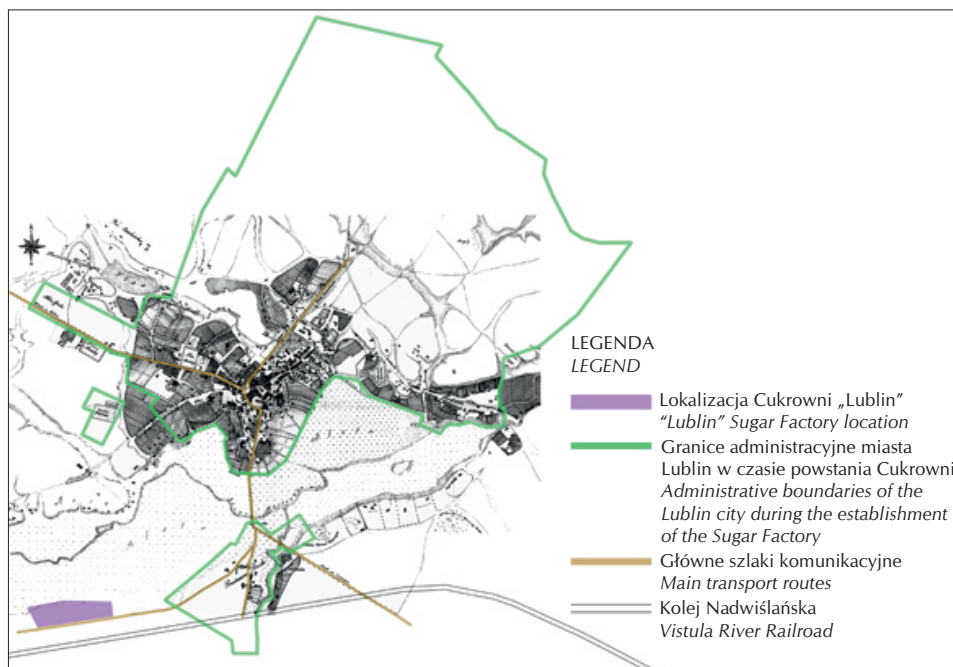 LEGENDA
LEGEND
Lokalizacja Cukrowni „Lublin”
“Lublin” Sugar Factory location
Granice administracyjne miasta
Lublin w czasie powstania Cukrowni
Administrative boundaries of the
Lublin city during the establishment
of the Sugar Factory
Główne szlaki komunikacyjne
Main transport routes
Kolej Nadwiślańska
Vistula River Railroad